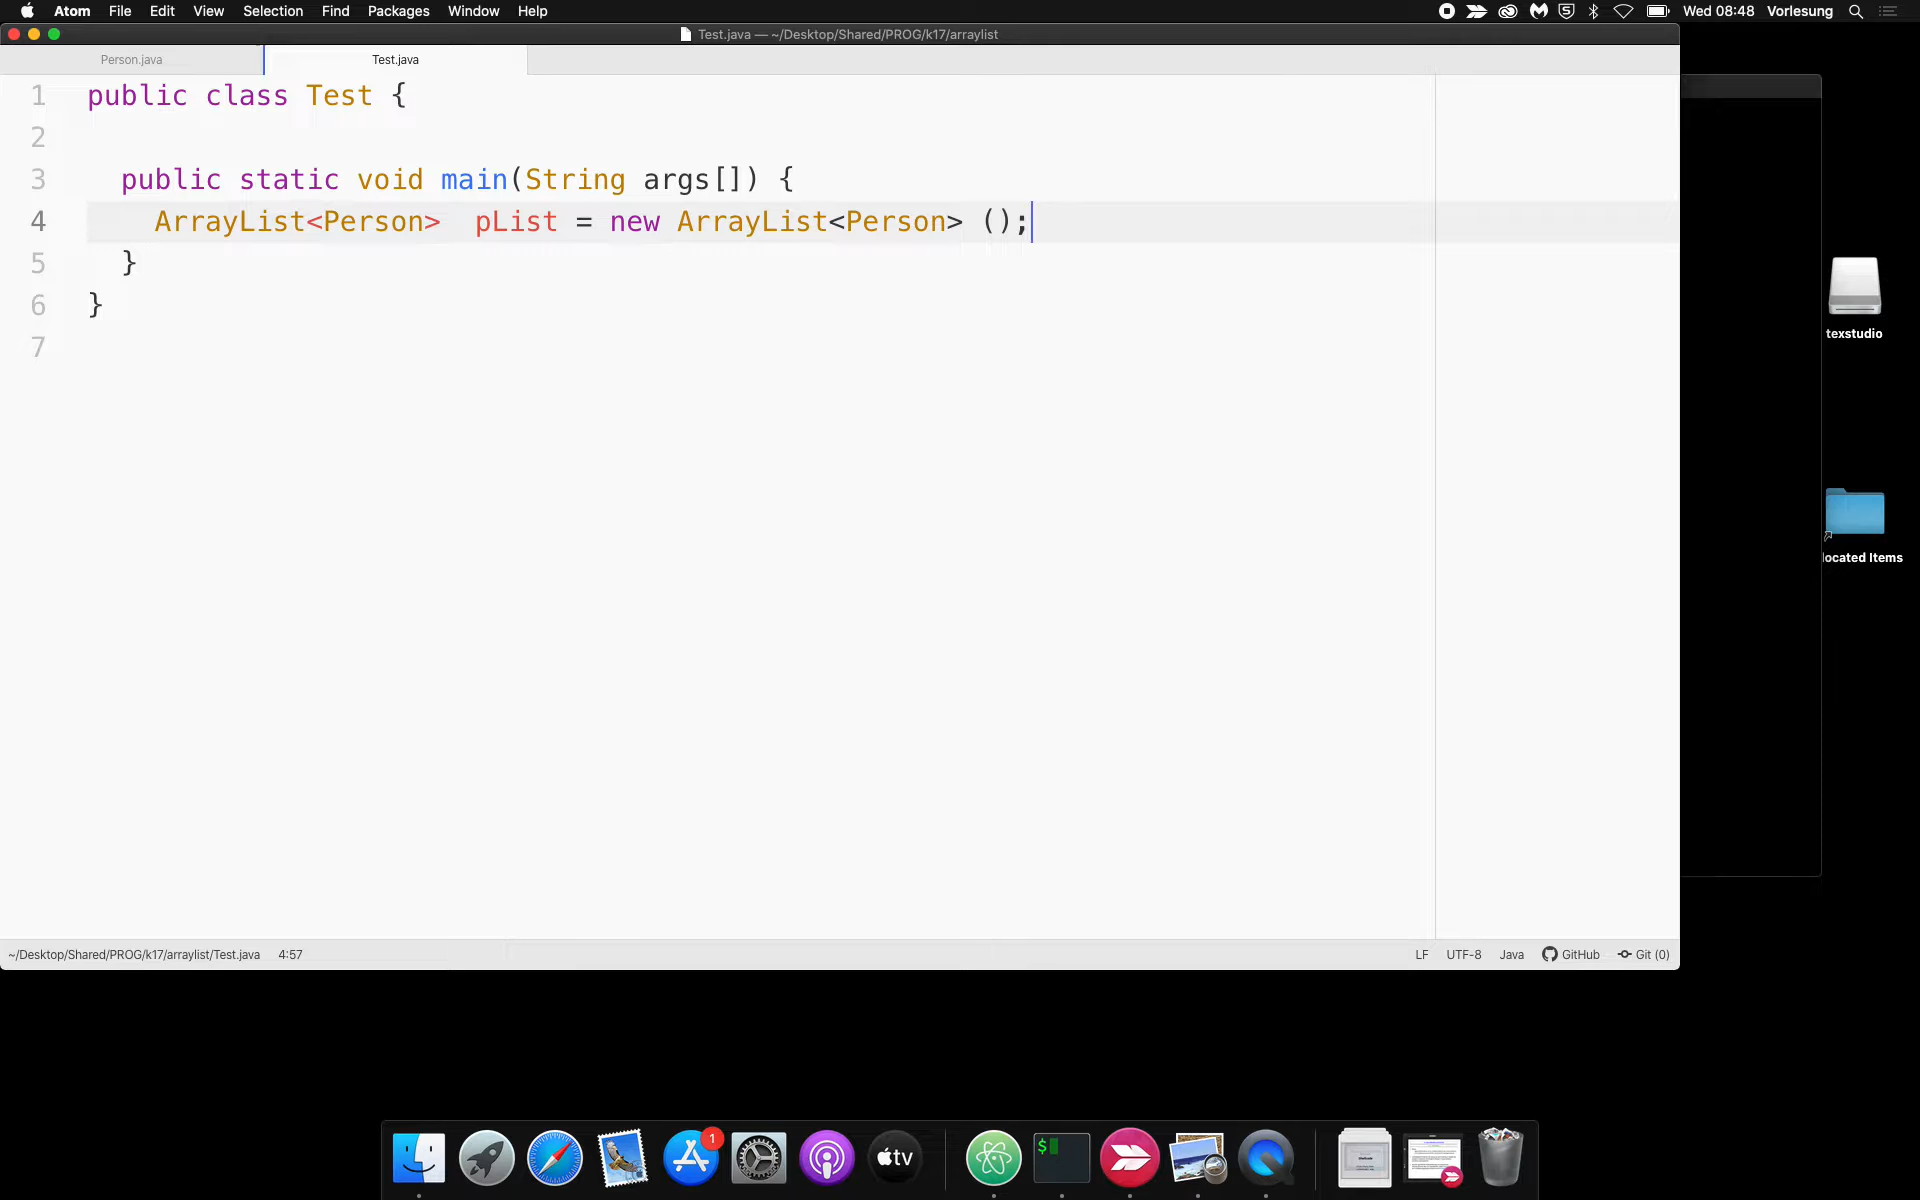 Atom File Edit View Selection Find Packages Window Help Wed 08:48 Vorlesung
Test.java — ~/Desktop/Shared/PROG/k17/arraylist
Person.java Test.java
1 public class Test {
2
3 public static void main(String args[]) {
4 ArrayList<Person>  pList = new ArrayList<Person> ();
5 }
6 }
7
texstudio
located Items
~/Desktop/Shared/PROG/k17/arraylist/Test.java 4:57 LF UTF-8 Java GitHub Git (0)
1
tv
$